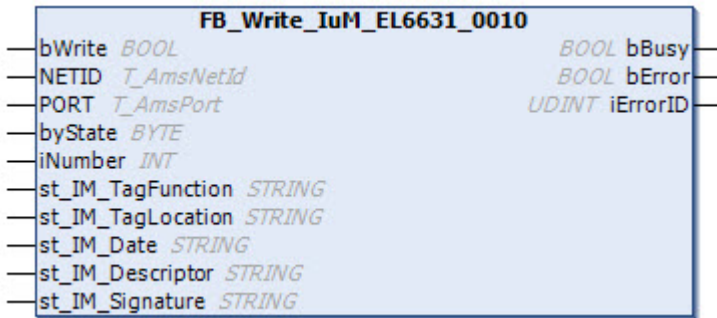 FB_Write_IuM_EL6631_0010
bWrite BOOL BOOL bBusy
NETID T_AmsNetId BOOL bError
PORT T_AmsPort UDINT iErrorID
byState BYTE
iNumber INT
st_IM_TagFunction STRING
st_IM_TagLocation STRING
st_IM_Date STRING
st_IM_Descriptor STRING
st_IM_Signature STRING